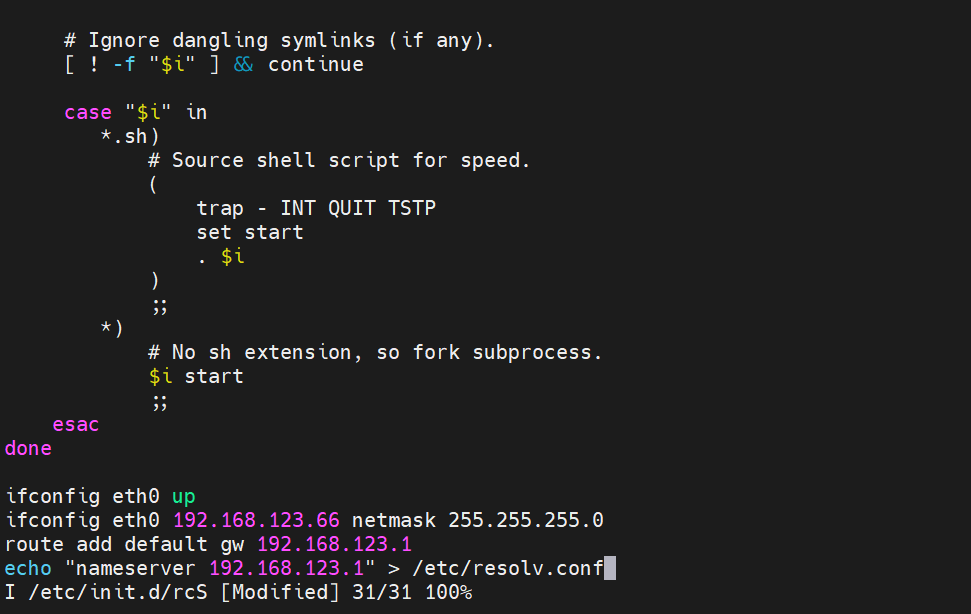 # Ignore dangling symlinks (if any).
[ ! -f "$i" ] && continue
case "$i" in
*.sh)
# Source shell script for speed.
(
trap - INT QUIT TSTP
set start
. $i
)
;;
*)
# No sh extension, so fork subprocess.
$i start
;;
esac
done
ifconfig eth0 up
ifconfig eth0 192.168.123.66 netmask 255.255.255.0
route add default gw 192.168.123.1
echo "nameserver 192.168.123.1" > /etc/resolv.conf
I /etc/init.d/rcS [Modified] 31/31 100%